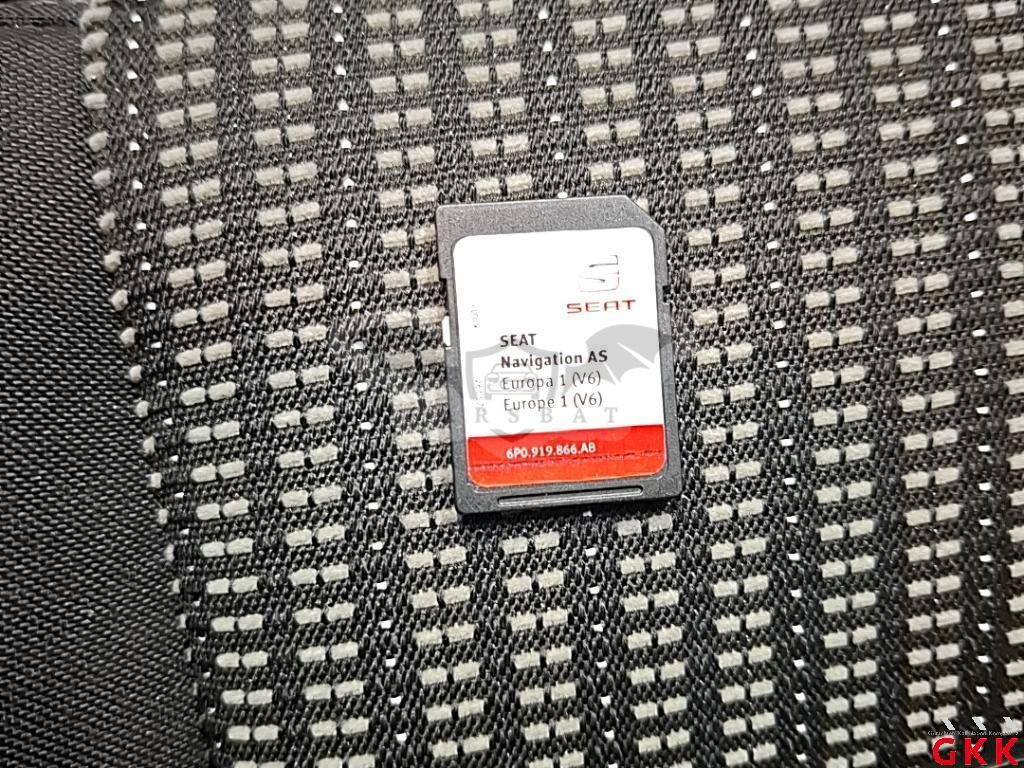 SEAT
SEAT
Navigation AS
Europa 1 (V6)
Europe 1 (V6)
RSBAT
6P0.919.866.AB
GKK